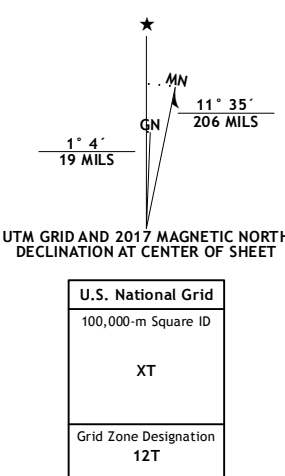 ★
MN
GN
11° 35´
206 MILS
1° 4´
19 MILS
UTM GRID AND 2017 MAGNETIC NORTH
DECLINATION AT CENTER OF SHEET
U.S. National Grid
100,000-m Square ID
XT
Grid Zone Designation
12T